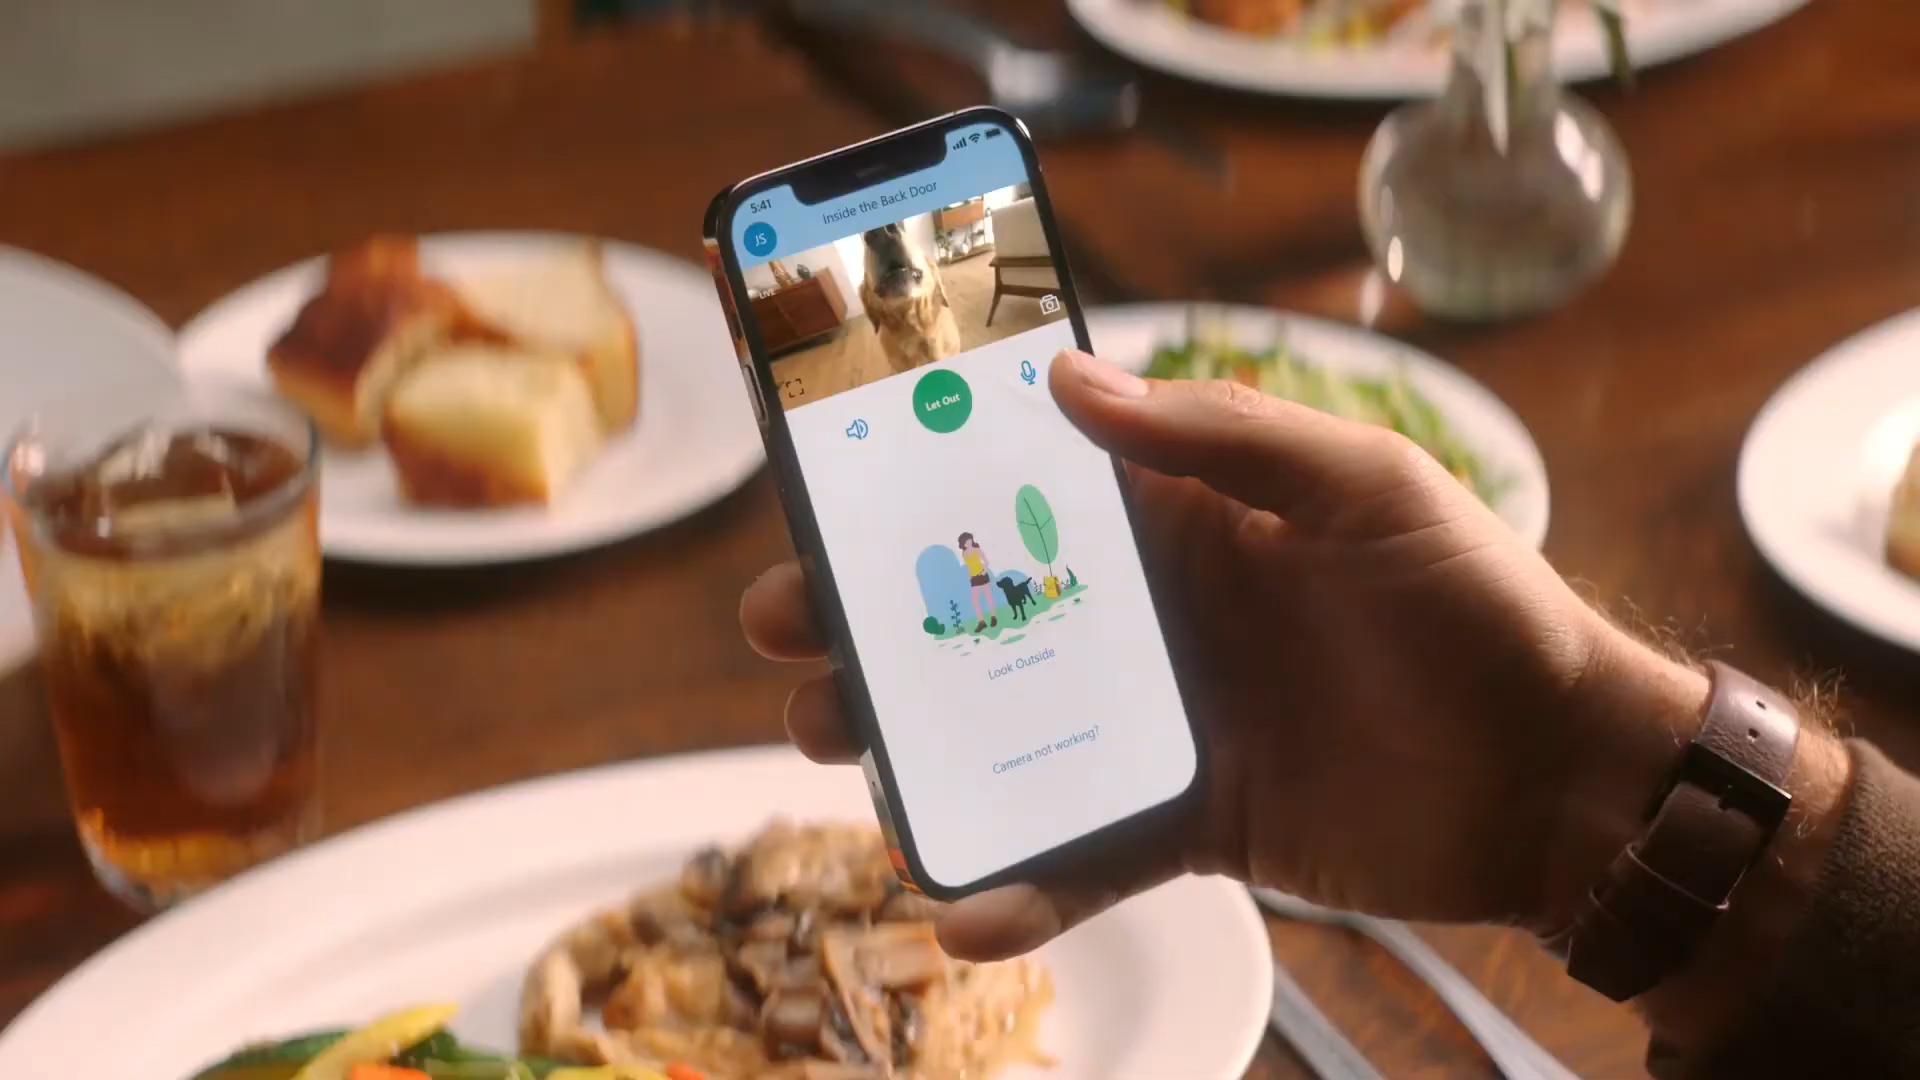 5:41
Inside the Back Door
JS
LIVE
Let Out
Look Outside
Camera not working?